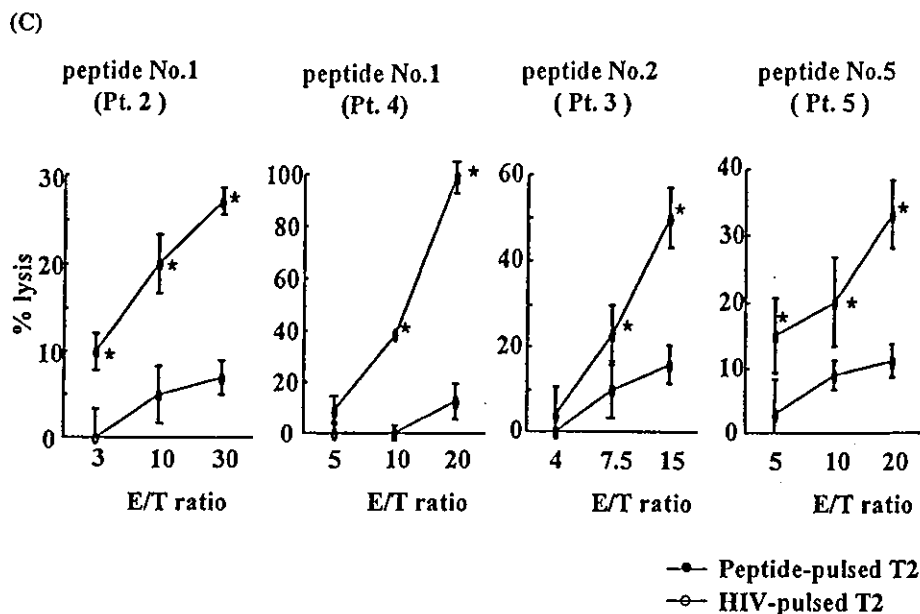 (C)
peptide No.1 peptide No.1 peptide No.2 peptide No.5
(Pt. 2) (Pt. 4) ( Pt. 3 ) ( Pt. 5 )
% lysis
30
20
10
0
3 10 30
E/T ratio
100
80
60
40
20
0
5 10 20
E/T ratio
60
40
20
0
4 7.5 15
E/T ratio
40
30
20
10
0
5 10 20
E/T ratio
* * *
* *
* *
* * *
Peptide-pulsed T2
HIV-pulsed T2